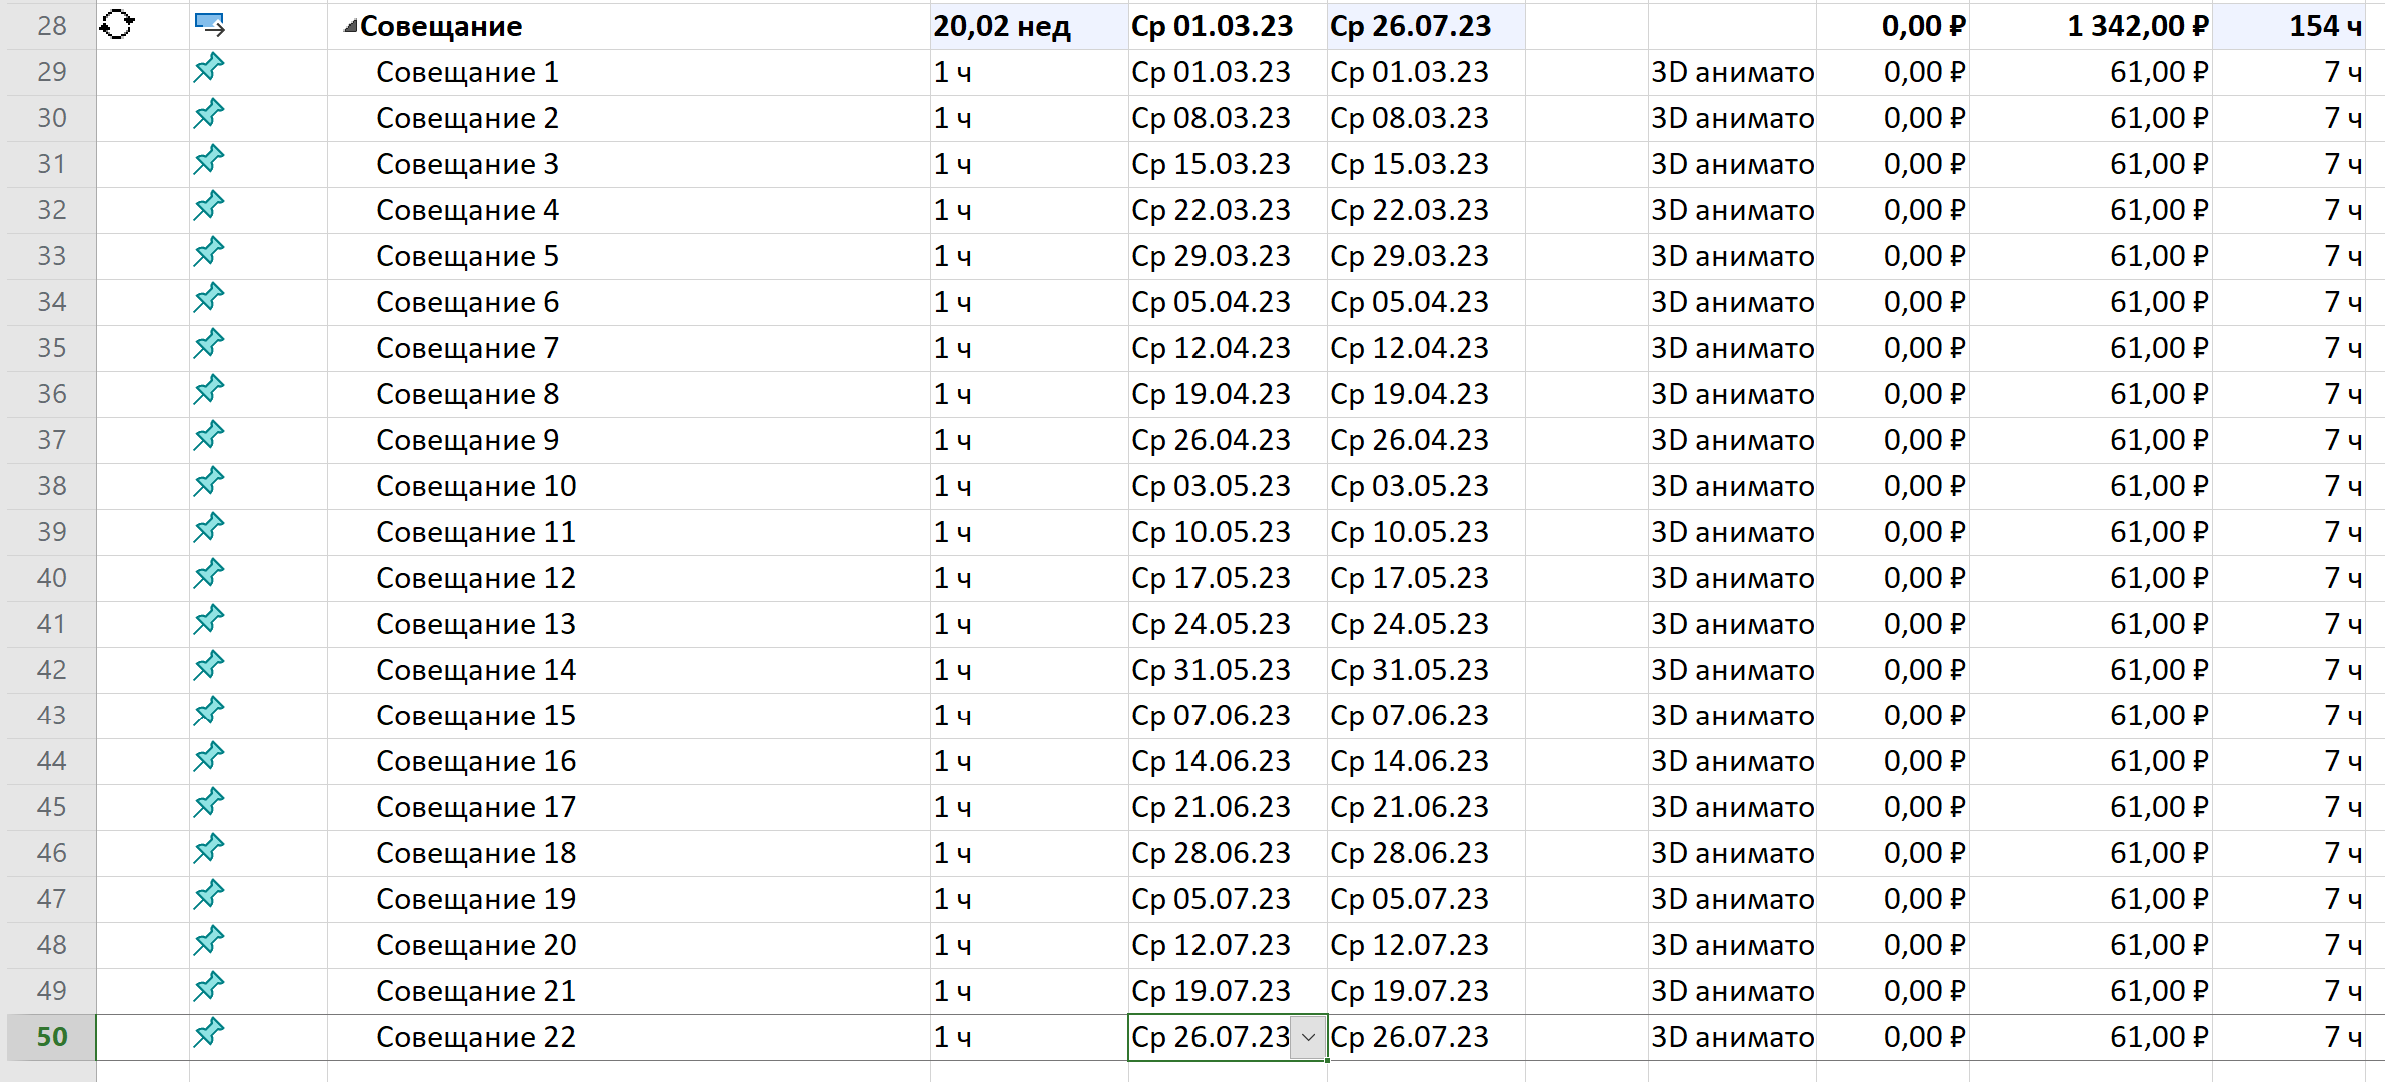 28 Совещание 20,02 нед Ср 01.03.23 Ср 26.07.23 0,00 ₽ 1 342,00 ₽ 154 ч
29 Совещание 1 1 ч Ср 01.03.23 Ср 01.03.23 3D анимато 0,00 ₽ 61,00 ₽ 7 ч
30 Совещание 2 1 ч Ср 08.03.23 Ср 08.03.23 3D анимато 0,00 ₽ 61,00 ₽ 7 ч
31 Совещание 3 1 ч Ср 15.03.23 Ср 15.03.23 3D анимато 0,00 ₽ 61,00 ₽ 7 ч
32 Совещание 4 1 ч Ср 22.03.23 Ср 22.03.23 3D анимато 0,00 ₽ 61,00 ₽ 7 ч
33 Совещание 5 1 ч Ср 29.03.23 Ср 29.03.23 3D анимато 0,00 ₽ 61,00 ₽ 7 ч
34 Совещание 6 1 ч Ср 05.04.23 Ср 05.04.23 3D анимато 0,00 ₽ 61,00 ₽ 7 ч
35 Совещание 7 1 ч Ср 12.04.23 Ср 12.04.23 3D анимато 0,00 ₽ 61,00 ₽ 7 ч
36 Совещание 8 1 ч Ср 19.04.23 Ср 19.04.23 3D анимато 0,00 ₽ 61,00 ₽ 7 ч
37 Совещание 9 1 ч Ср 26.04.23 Ср 26.04.23 3D анимато 0,00 ₽ 61,00 ₽ 7 ч
38 Совещание 10 1 ч Ср 03.05.23 Ср 03.05.23 3D анимато 0,00 ₽ 61,00 ₽ 7 ч
39 Совещание 11 1 ч Ср 10.05.23 Ср 10.05.23 3D анимато 0,00 ₽ 61,00 ₽ 7 ч
40 Совещание 12 1 ч Ср 17.05.23 Ср 17.05.23 3D анимато 0,00 ₽ 61,00 ₽ 7 ч
41 Совещание 13 1 ч Ср 24.05.23 Ср 24.05.23 3D анимато 0,00 ₽ 61,00 ₽ 7 ч
42 Совещание 14 1 ч Ср 31.05.23 Ср 31.05.23 3D анимато 0,00 ₽ 61,00 ₽ 7 ч
43 Совещание 15 1 ч Ср 07.06.23 Ср 07.06.23 3D анимато 0,00 ₽ 61,00 ₽ 7 ч
44 Совещание 16 1 ч Ср 14.06.23 Ср 14.06.23 3D анимато 0,00 ₽ 61,00 ₽ 7 ч
45 Совещание 17 1 ч Ср 21.06.23 Ср 21.06.23 3D анимато 0,00 ₽ 61,00 ₽ 7 ч
46 Совещание 18 1 ч Ср 28.06.23 Ср 28.06.23 3D анимато 0,00 ₽ 61,00 ₽ 7 ч
47 Совещание 19 1 ч Ср 05.07.23 Ср 05.07.23 3D анимато 0,00 ₽ 61,00 ₽ 7 ч
48 Совещание 20 1 ч Ср 12.07.23 Ср 12.07.23 3D анимато 0,00 ₽ 61,00 ₽ 7 ч
49 Совещание 21 1 ч Ср 19.07.23 Ср 19.07.23 3D анимато 0,00 ₽ 61,00 ₽ 7 ч
50 Совещание 22 1 ч Ср 26.07.23 Ср 26.07.23 3D анимато 0,00 ₽ 61,00 ₽ 7 ч